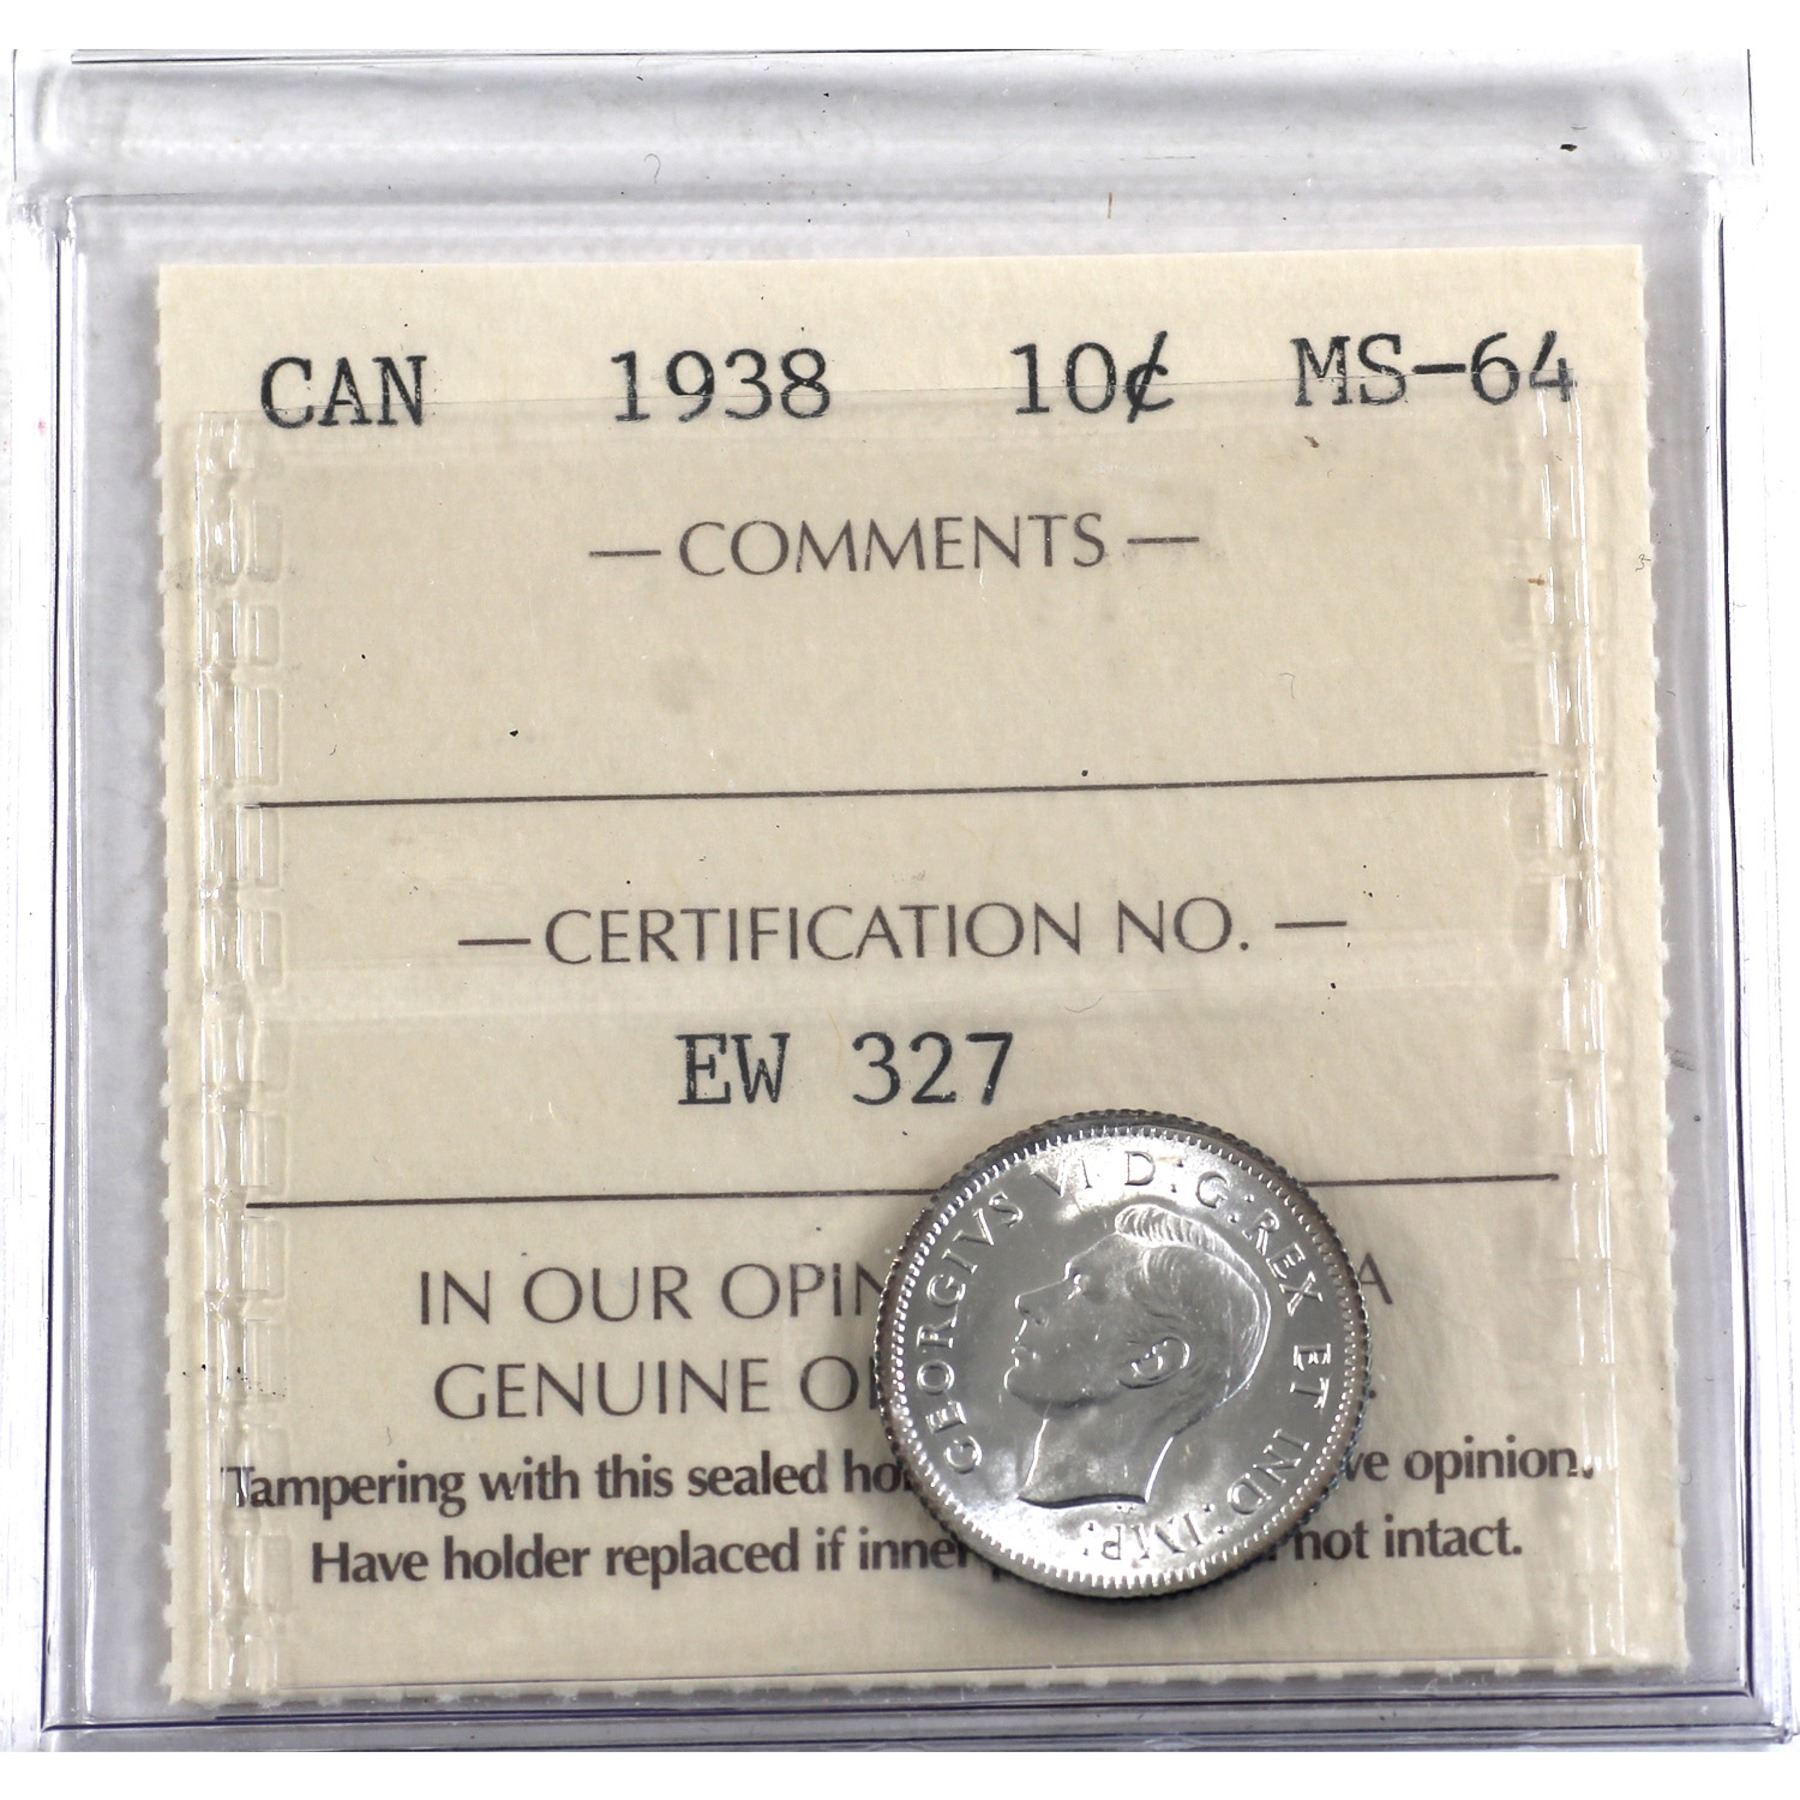 CAN 1938 10¢ MS-64
— COMMENTS —
— CERTIFICATION NO. —
EW 327
IN OUR OPIN A
GENUINE O
Tampering with this sealed ho ve opinion.
Have holder replaced if inner not intact.
GEORGIVS VI D:G:REX ET IND:IMP: